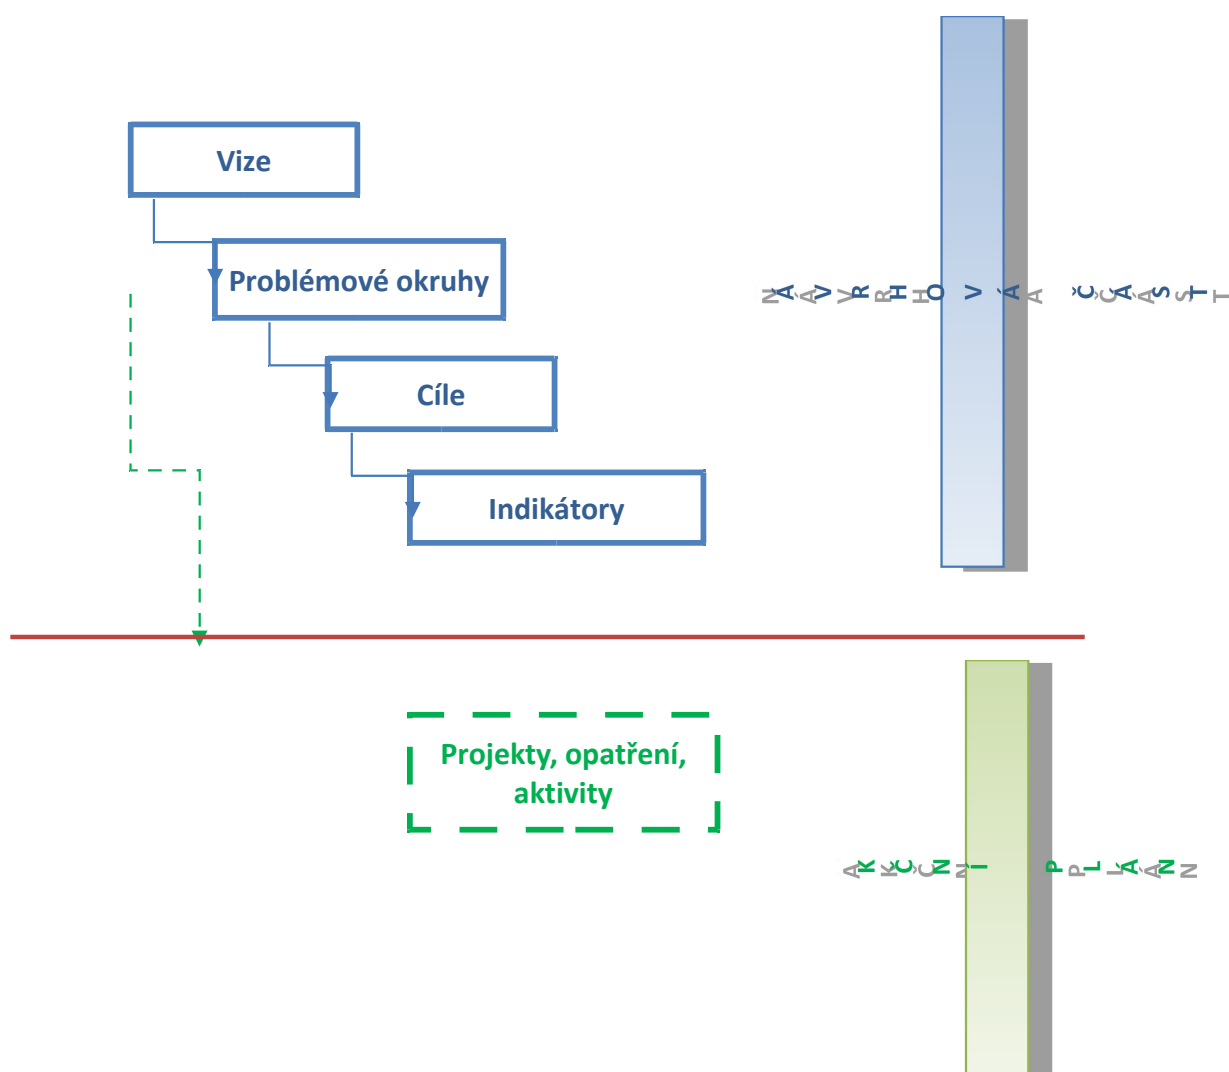 Vize
Problémové okruhy
NÁVRHOVÁ ČÁST
Cíle
Indikátory
Projekty, opatření,
aktivity
AKČNÍ PLÁN